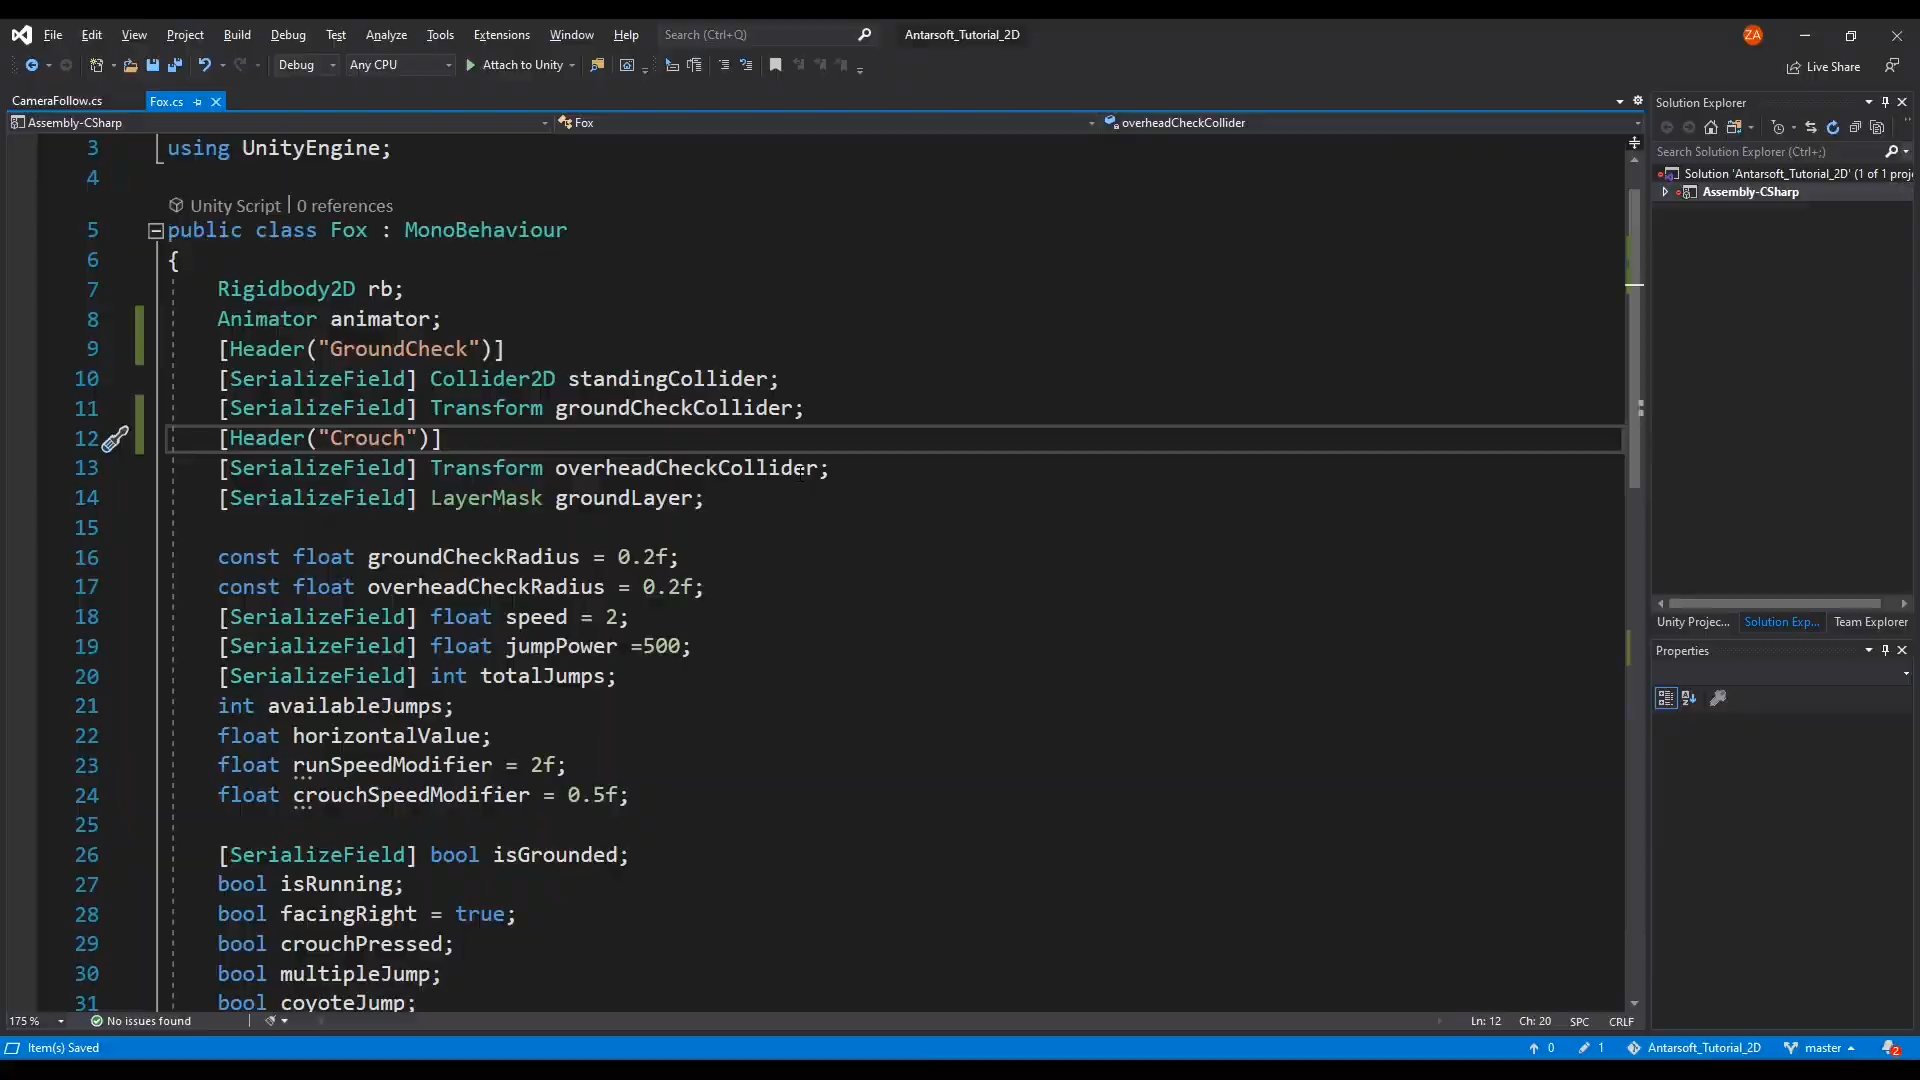 File Edit View Project Build Debug Test Analyze Tools Extensions Window Help Search (Ctrl+Q) Antarsoft_Tutorial_2D ZA
Debug Any CPU Attach to Unity Live Share
CameraFollow.cs Fox.cs
Assembly-CSharp Fox overheadCheckCollider
3 using UnityEngine;
4
Unity Script | 0 references
5 public class Fox : MonoBehaviour
6 {
7 Rigidbody2D rb;
8 Animator animator;
9 [Header("GroundCheck")]
10 [SerializeField] Collider2D standingCollider;
11 [SerializeField] Transform groundCheckCollider;
12 [Header("Crouch")]
13 [SerializeField] Transform overheadCheckCollider;
14 [SerializeField] LayerMask groundLayer;
15
16 const float groundCheckRadius = 0.2f;
17 const float overheadCheckRadius = 0.2f;
18 [SerializeField] float speed = 2;
19 [SerializeField] float jumpPower =500;
20 [SerializeField] int totalJumps;
21 int availableJumps;
22 float horizontalValue;
23 float runSpeedModifier = 2f;
24 float crouchSpeedModifier = 0.5f;
25
26 [SerializeField] bool isGrounded;
27 bool isRunning;
28 bool facingRight = true;
29 bool crouchPressed;
30 bool multipleJump;
31 bool coyoteJump;
175 % No issues found Ln: 12 Ch: 20 SPC CRLF
Solution Explorer
Search Solution Explorer (Ctrl+;)
Solution 'Antarsoft_Tutorial_2D' (1 of 1 proj
Assembly-CSharp
Unity Projec... Solution Exp... Team Explorer
Properties
Item(s) Saved 0 1 Antarsoft_Tutorial_2D master 2